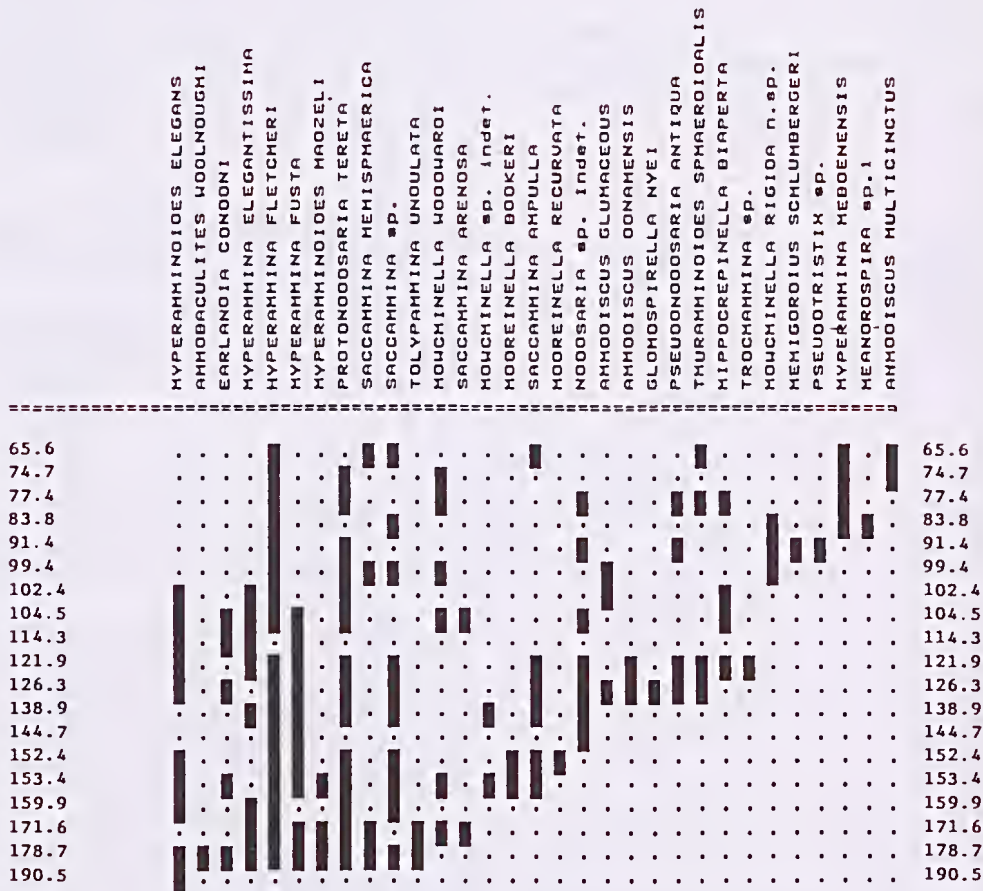 HYPERAMMINOIDES ELEGANS
AMMOBACULITES WOOLNOUGHI
EARLANDIA CONDONI
HYPERAMMINA ELEGANTISSIMA
HYPERAMMINA FLETCHERI
HYPERAMMINA FUSTA
HYPERAMMINOIDES HADZELI
PROTONODOSARIA TERETA
SACCAMMINA HEMISPHAERICA
SACCAMMINA sp.
TOLYPAMMINA UNDULATA
HOWCHINELLA WOODWARDI
SACCAMMINA ARENOSA
HOWCHINELLA sp. indet.
MOOREINELLA BOOKERI
SACCAMMINA AMPULA
MOOREINELLA RECURVATA
NODOSARIA sp. indet.
AMMODISCUS GLUMACEOUS
AMMODISCUS OONAHENSIS
GLOMOSPIRELLA NYEI
PSEUDONODOSARIA ANTIQUA
THURAMMINOIDES SPHAEROIDALIS
HIPPOCREPINELLA BIAPERTA
TROCHAMMINA sp.
HOWCHINELLA RIGIDA n.sp.
HEMIGORDIUS SCHLUMBERGERI
PSEUDOTRISTIX sp.
HYPERAMMINA HEBDENENSIS
MEANDROSPIRA sp.1
AMMODISCUS MULTICINCTUS
65.6 65.6
74.7 74.7
77.4 77.4
83.8 83.8
91.4 91.4
99.4 99.4
102.4 102.4
104.5 104.5
114.3 114.3
121.9 121.9
126.3 126.3
138.9 138.9
144.7 144.7
152.4 152.4
153.4 153.4
159.9 159.9
171.6 171.6
178.7 178.7
190.5 190.5